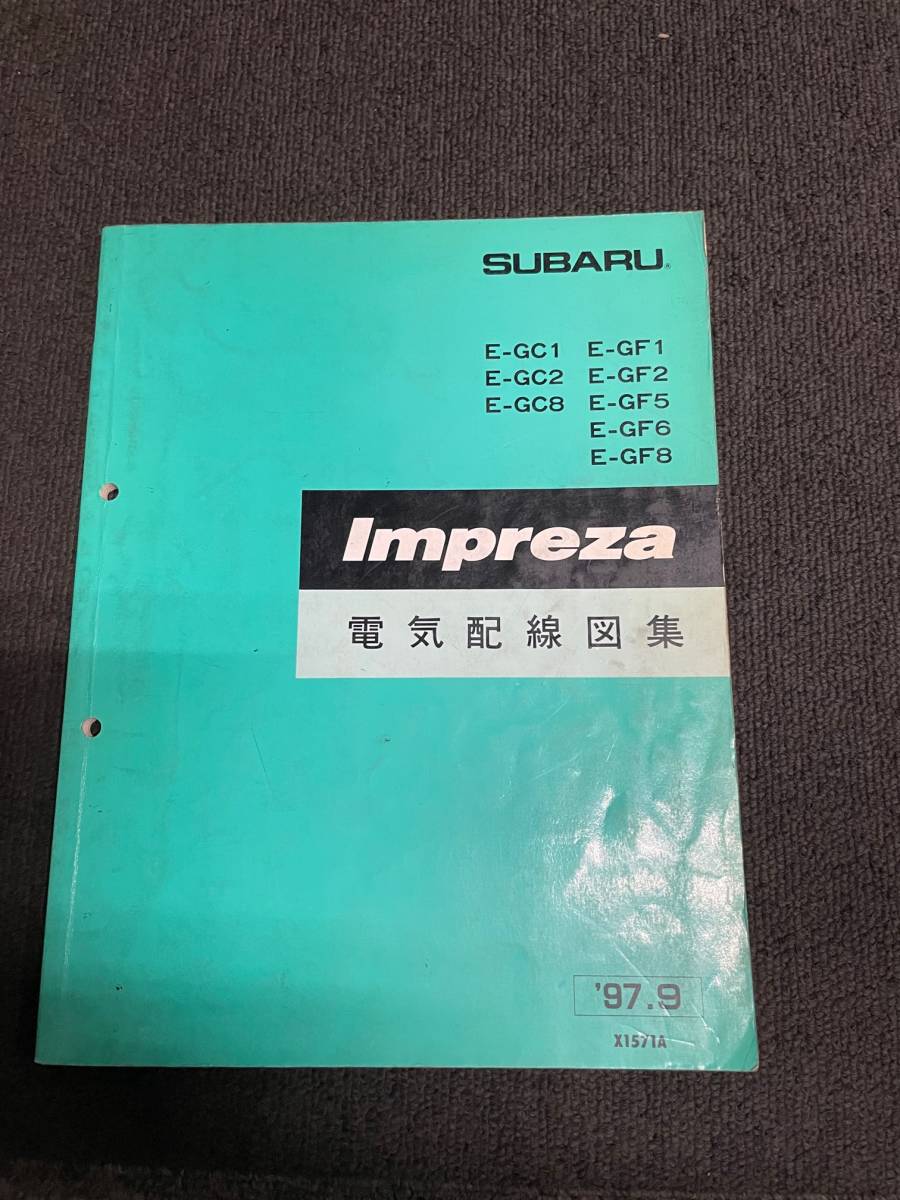 SUBARU®
E-GC1 E-GF1
E-GC2 E-GF2
E-GC8 E-GF5
E-GF6
E-GF8
Impreza
電気配線図集
'97.9
X1571A